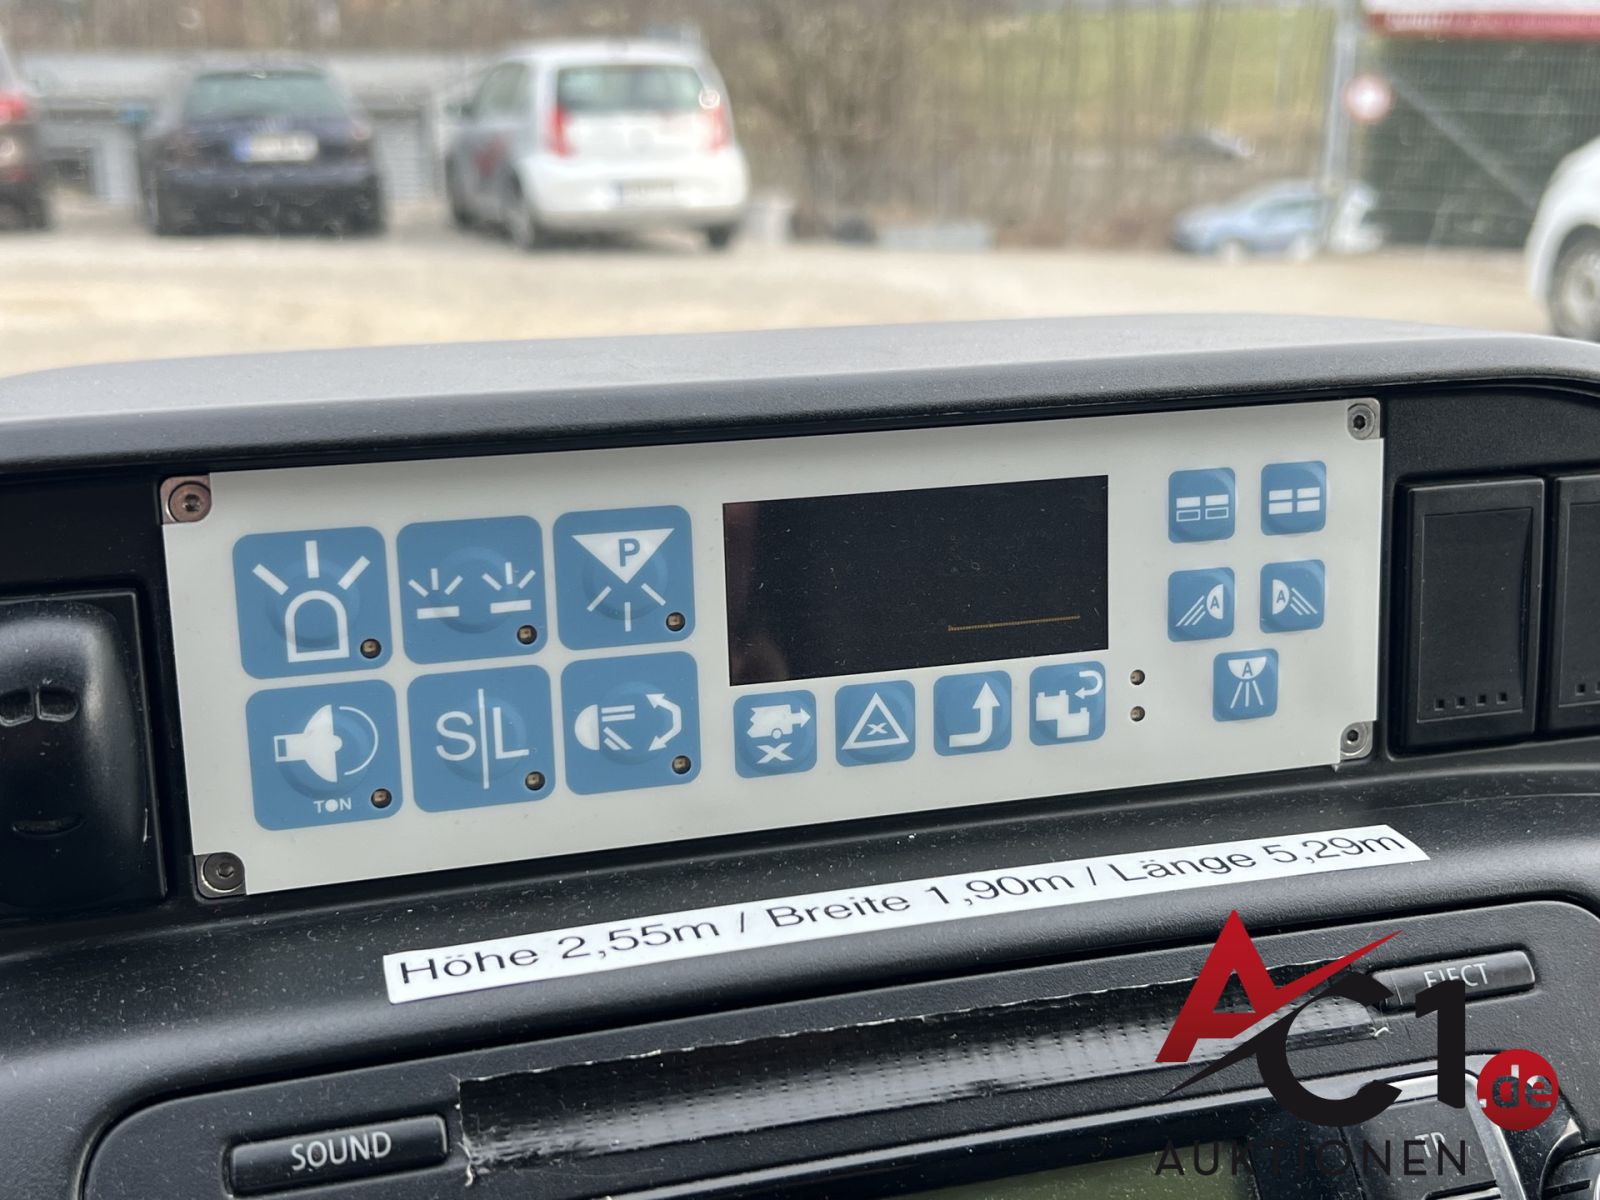 P
A
A
A
TON
S L
Höhe 2,55m / Breite 1,90m / Länge 5,29m
EJECT
SOUND
AC1.de
AUKTIONEN